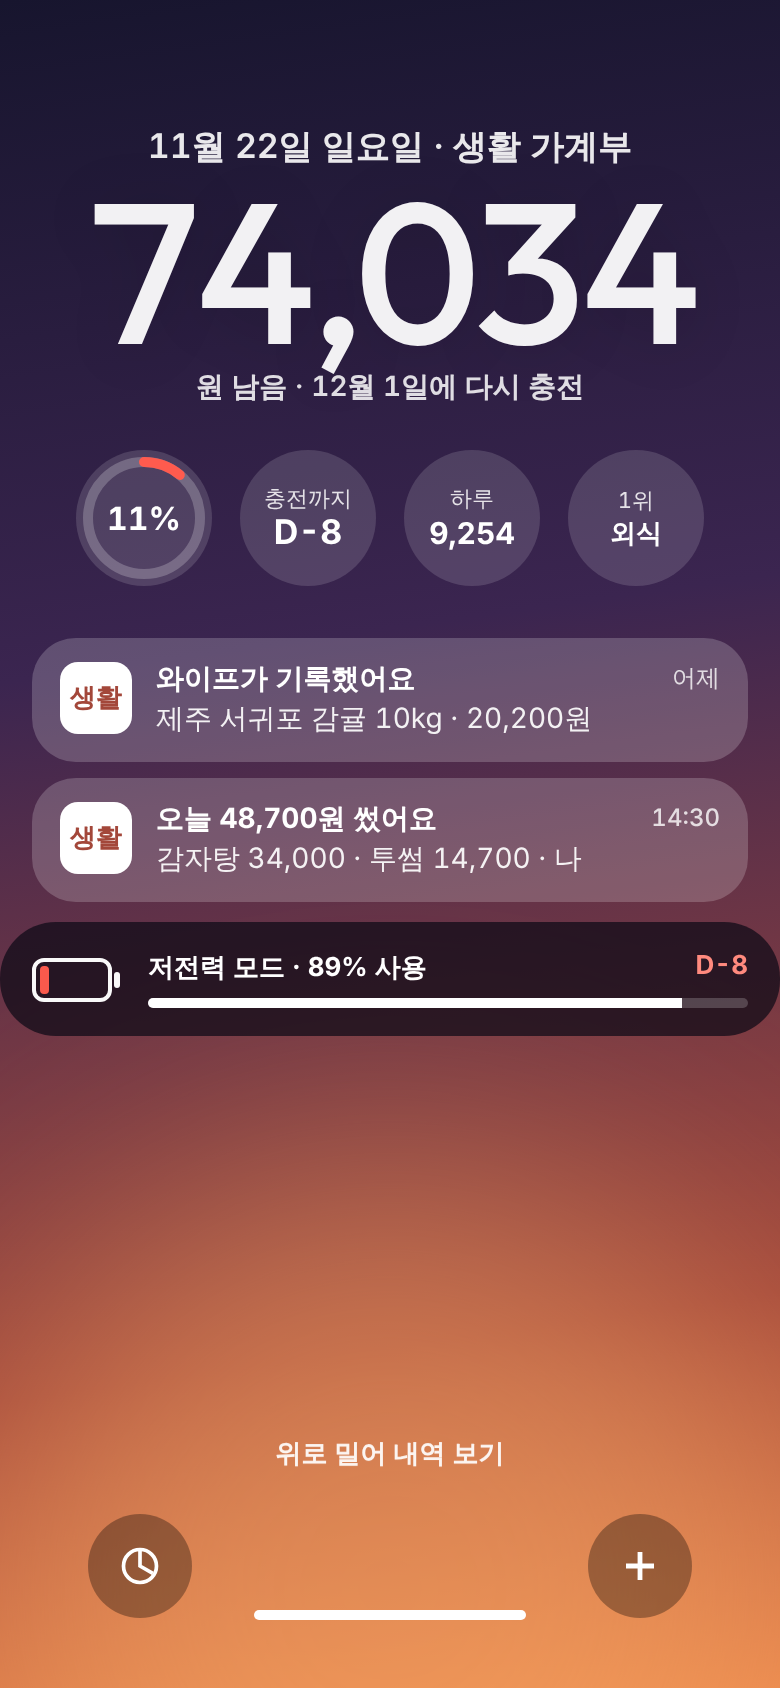 11월 22일 일요일 · 생활 가계부
74,034
원 남음 · 12월 1일에 다시 충전
11%
충전까지
D-8
하루
9,254
1위
외식
생활
와이프가 기록했어요
어제
제주 서귀포 감귤 10kg · 20,200원
생활
오늘 48,700원 썼어요
14:30
감자탕 34,000 · 투썸 14,700 · 나
저전력 모드 · 89% 사용
D-8
위로 밀어 내역 보기